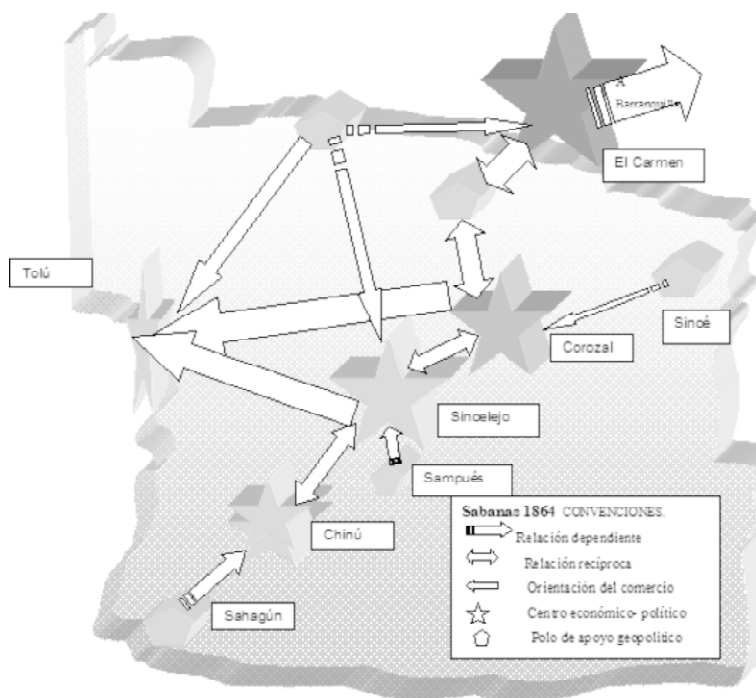 A
Barranquilla
El Carmen
Tolú
Sincé
Corozal
Sincelejo
Sampués
Chinú
Sahagún
Sabanas 1864 CONVENCIONES.
Relación dependiente
Relación recíproca
Orientación del comercio
Centro económico- político
Polo de apoyo geopolítico